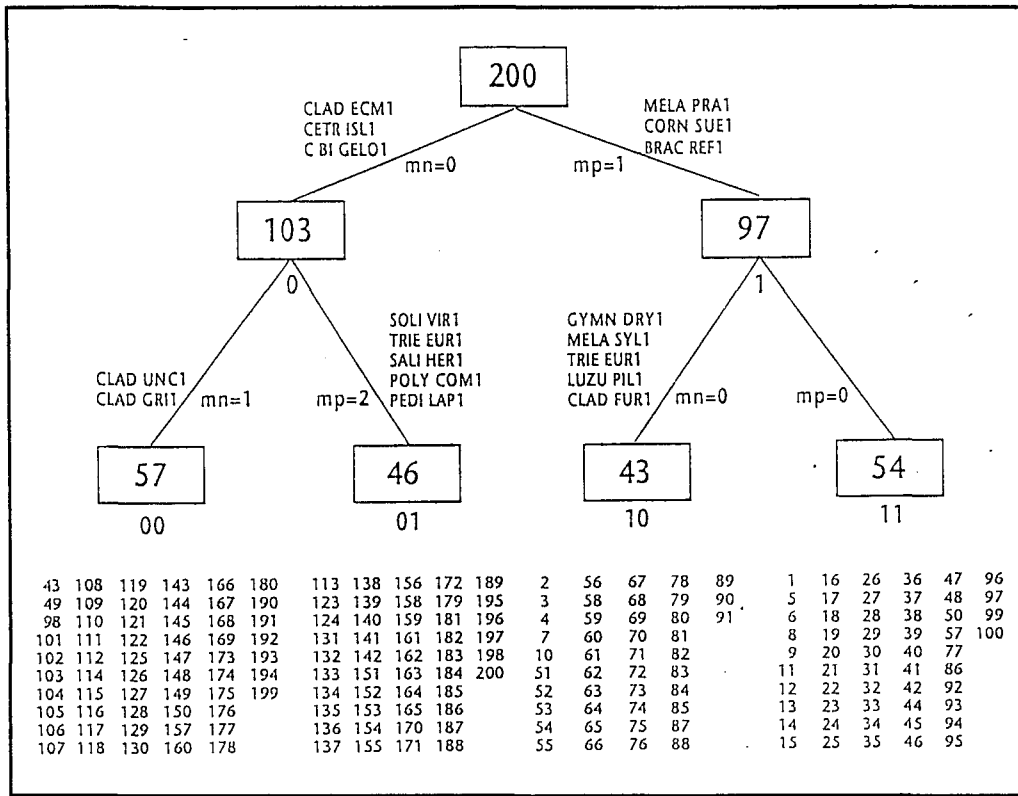 200
CLAD ECM1
CETR ISL1
C BI GELO1
mn=0
MELA PRA1
CORN SUE1
BRAC REF1
mp=1
103
0
97
1
CLAD UNC1
CLAD GRI1
mn=1
SOLI VIR1
TRIE EUR1
SALI HER1
POLY COM1
PEDI LAP1
mp=2
GYMN DRY1
MELA SYL1
TRIE EUR1
LUZU PIL1
CLAD FUR1
mn=0
mp=0
57
46
43
54
00
01
10
11
43 108 119 143 166 180 113 138 156 172 189 2 56 67 78 89 1 16 26 36 47 96
49 109 120 144 167 190 123 139 158 179 195 3 58 68 79 90 5 17 27 37 48 97
98 110 121 145 168 191 124 140 159 181 196 4 59 69 80 91 6 18 28 38 50 99
101 111 122 146 169 192 131 141 161 182 197 7 60 70 81 8 19 29 39 57 100
102 112 125 147 173 193 132 142 162 183 198 10 61 71 82 9 20 30 40 77
103 114 126 148 174 194 133 151 163 184 200 51 62 72 83 11 21 31 41 86
104 115 127 149 175 199 134 152 164 185 52 63 73 84 12 22 32 42 92
105 116 128 150 176 135 153 165 186 53 64 74 85 13 23 33 44 93
106 117 129 157 177 136 154 170 187 54 65 75 87 14 24 34 45 94
107 118 130 160 178 137 155 171 188 55 66 76 88 15 25 35 46 95